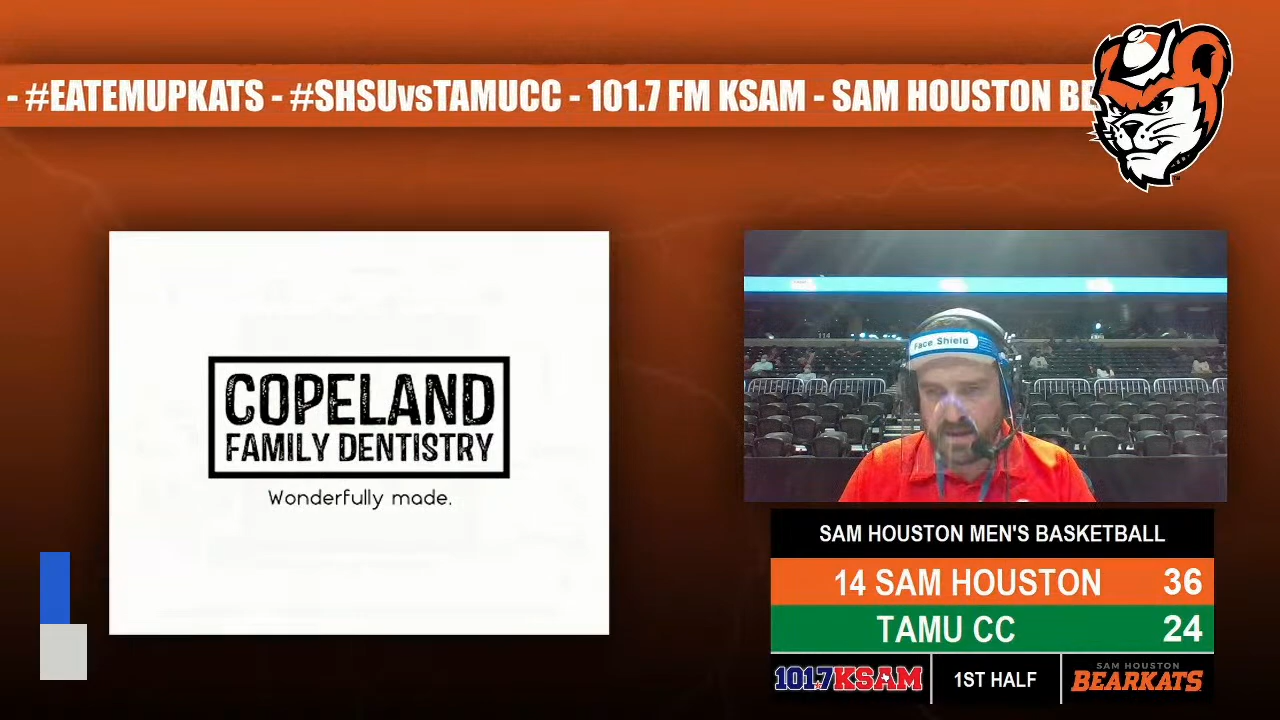 - #EATEMUPKATS - #SHSUvsTAMUCC - 101.7 FM KSAM - SAM HOUSTON BE
COPELAND
FAMILY DENTISTRY
Wonderfully made.
114
Face Shield
SAM HOUSTON MEN'S BASKETBALL
14 SAM HOUSTON 36
TAMU CC 24
101.7 KSAM
1ST HALF
SAM HOUSTON
BEARKATS